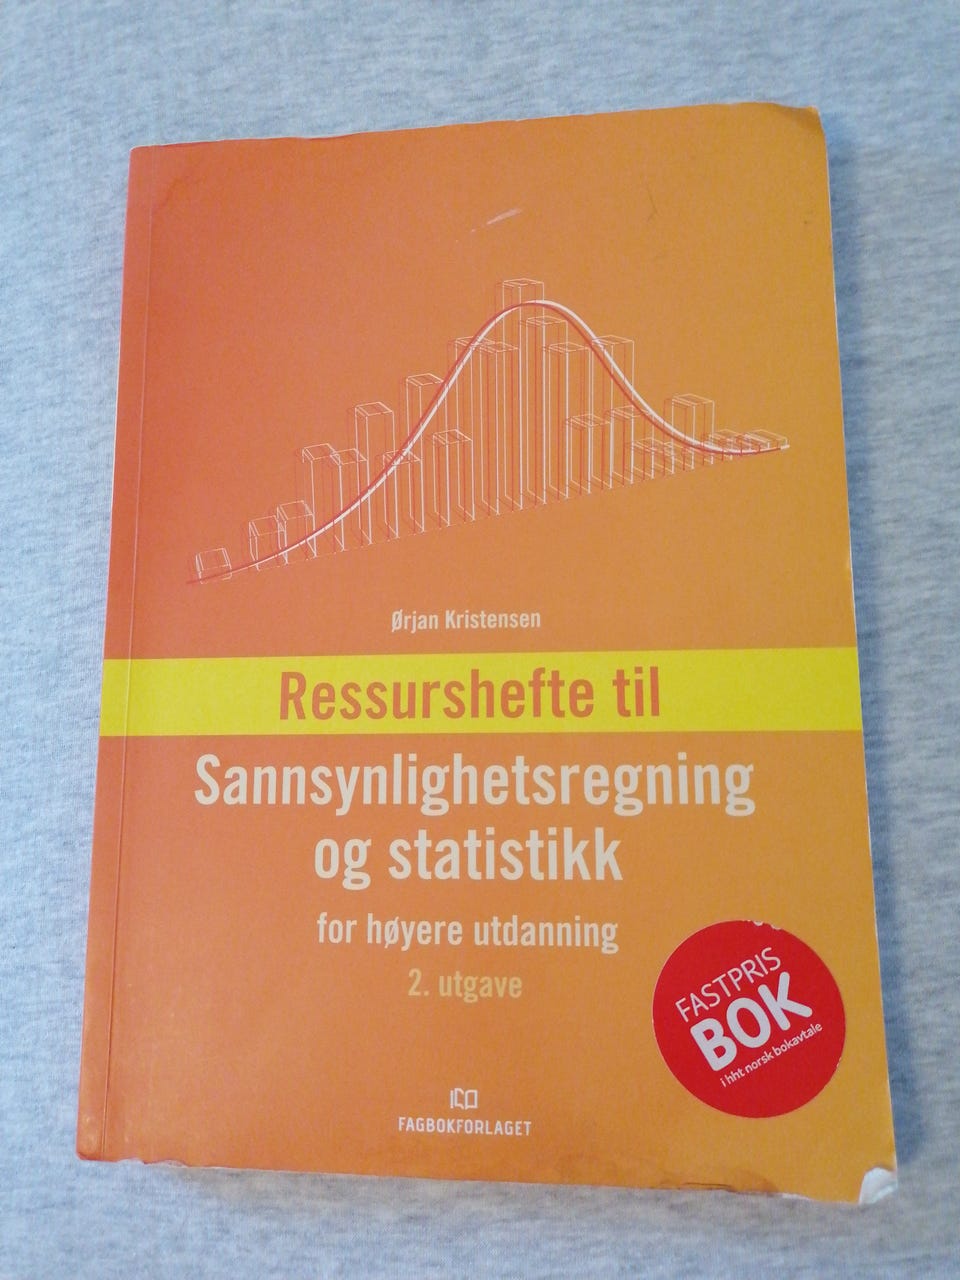 Ørjan Kristensen
Ressurshefte til
Sannsynlighetsregning
og statistikk
for høyere utdanning
2. utgave
FASTPRIS
BOK
i hht norsk bokavtale
FAGBOKFORLAGET